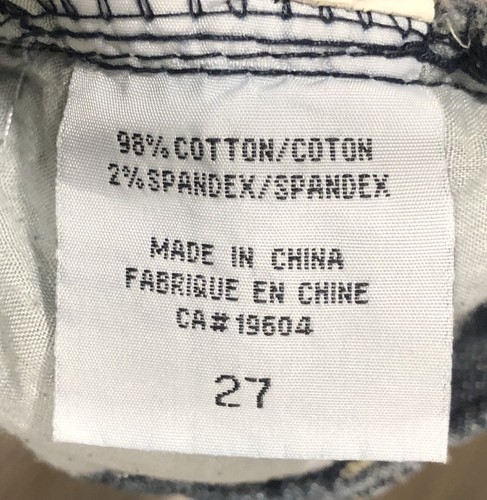 98% COTTON/COTON
2% SPANDEX/SPANDEX
MADE IN CHINA
FABRIQUE EN CHINE
CA# 19604
27